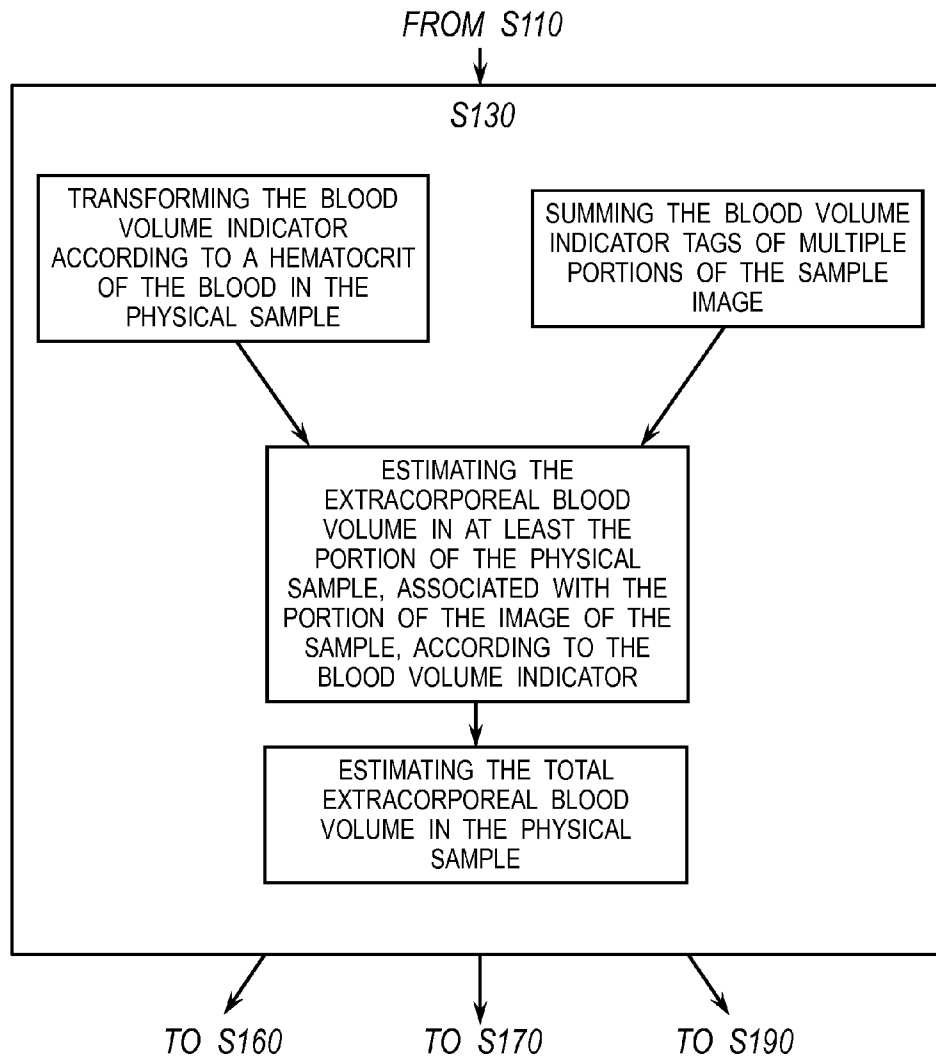 FROM S110
S130
TRANSFORMING THE BLOOD
VOLUME INDICATOR
ACCORDING TO A HEMATOCRIT
OF THE BLOOD IN THE
PHYSICAL SAMPLE
SUMMING THE BLOOD VOLUME
INDICATOR TAGS OF MULTIPLE
PORTIONS OF THE SAMPLE
IMAGE
ESTIMATING THE
EXTRACORPOREAL BLOOD
VOLUME IN AT LEAST THE
PORTION OF THE PHYSICAL
SAMPLE, ASSOCIATED WITH THE
PORTION OF THE IMAGE OF THE
SAMPLE, ACCORDING TO THE
BLOOD VOLUME INDICATOR
ESTIMATING THE TOTAL
EXTRACORPOREAL BLOOD
VOLUME IN THE PHYSICAL
SAMPLE
TO S160
TO S170
TO S190